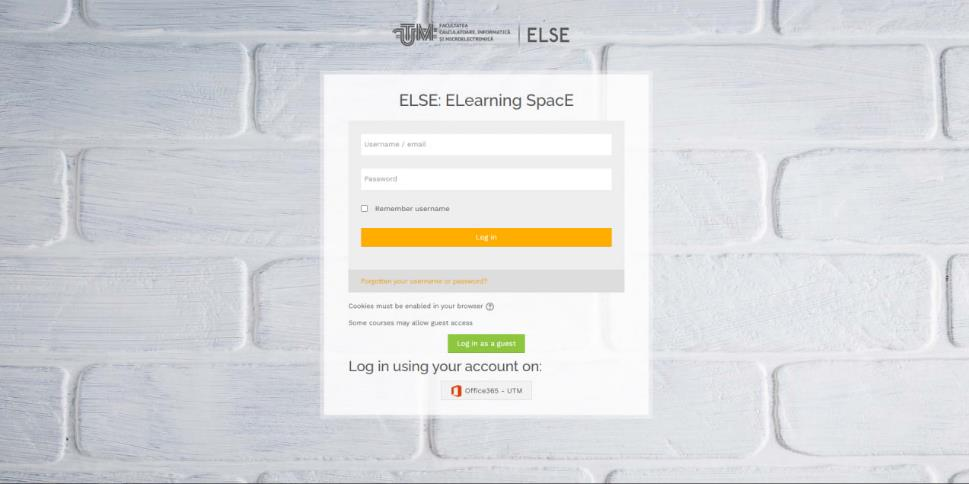 UTM
FACULTATEA
CALCULATOARE, INFORMATICĂ
ȘI MICROELECTRONICĂ
ELSE
ELSE: ELearning SpacE
Username / email
Password
Remember username
Log in
Forgotten your username or password?
Cookies must be enabled in your browser ?
Some courses may allow guest access
Log in as a guest
Log in using your account on:
Office365 - UTM